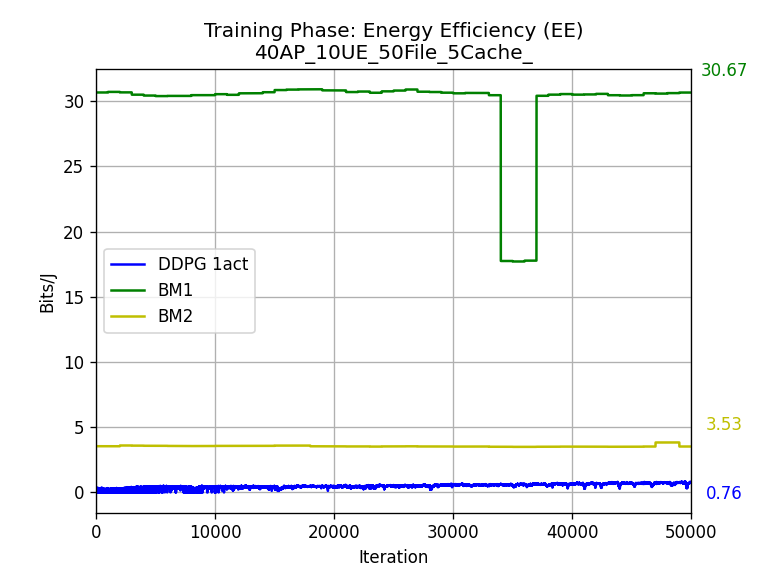 Training Phase: Energy Efficiency (EE)
40AP_10UE_50File_5Cache_
30.67
30
25
20
15
10
5
0
Bits/J
DDPG 1act
BM1
BM2
3.53
0.76
0 10000 20000 30000 40000 50000
Iteration